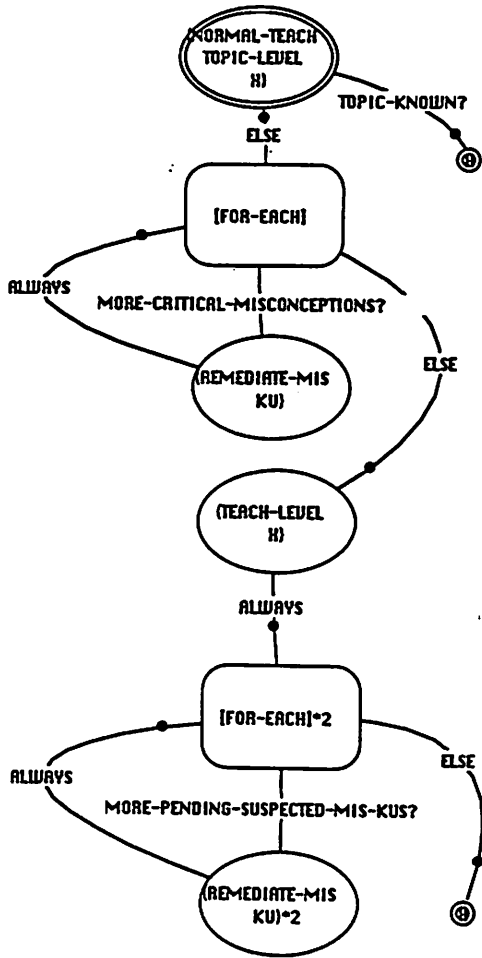 (NORMAL-TEACH
TOPIC-LEVEL
X)
TOPIC-KNOWN?
ELSE
[FOR-EACH]
ALWAYS
MORE-CRITICAL-MISCONCEPTIONS?
(REMEDIATE-MIS
KU)
ELSE
(TEACH-LEVEL
X)
ALWAYS
[FOR-EACH]*2
ELSE
ALWAYS
MORE-PENDING-SUSPECTED-MIS-KUS?
(REMEDIATE-MIS
KU)*2